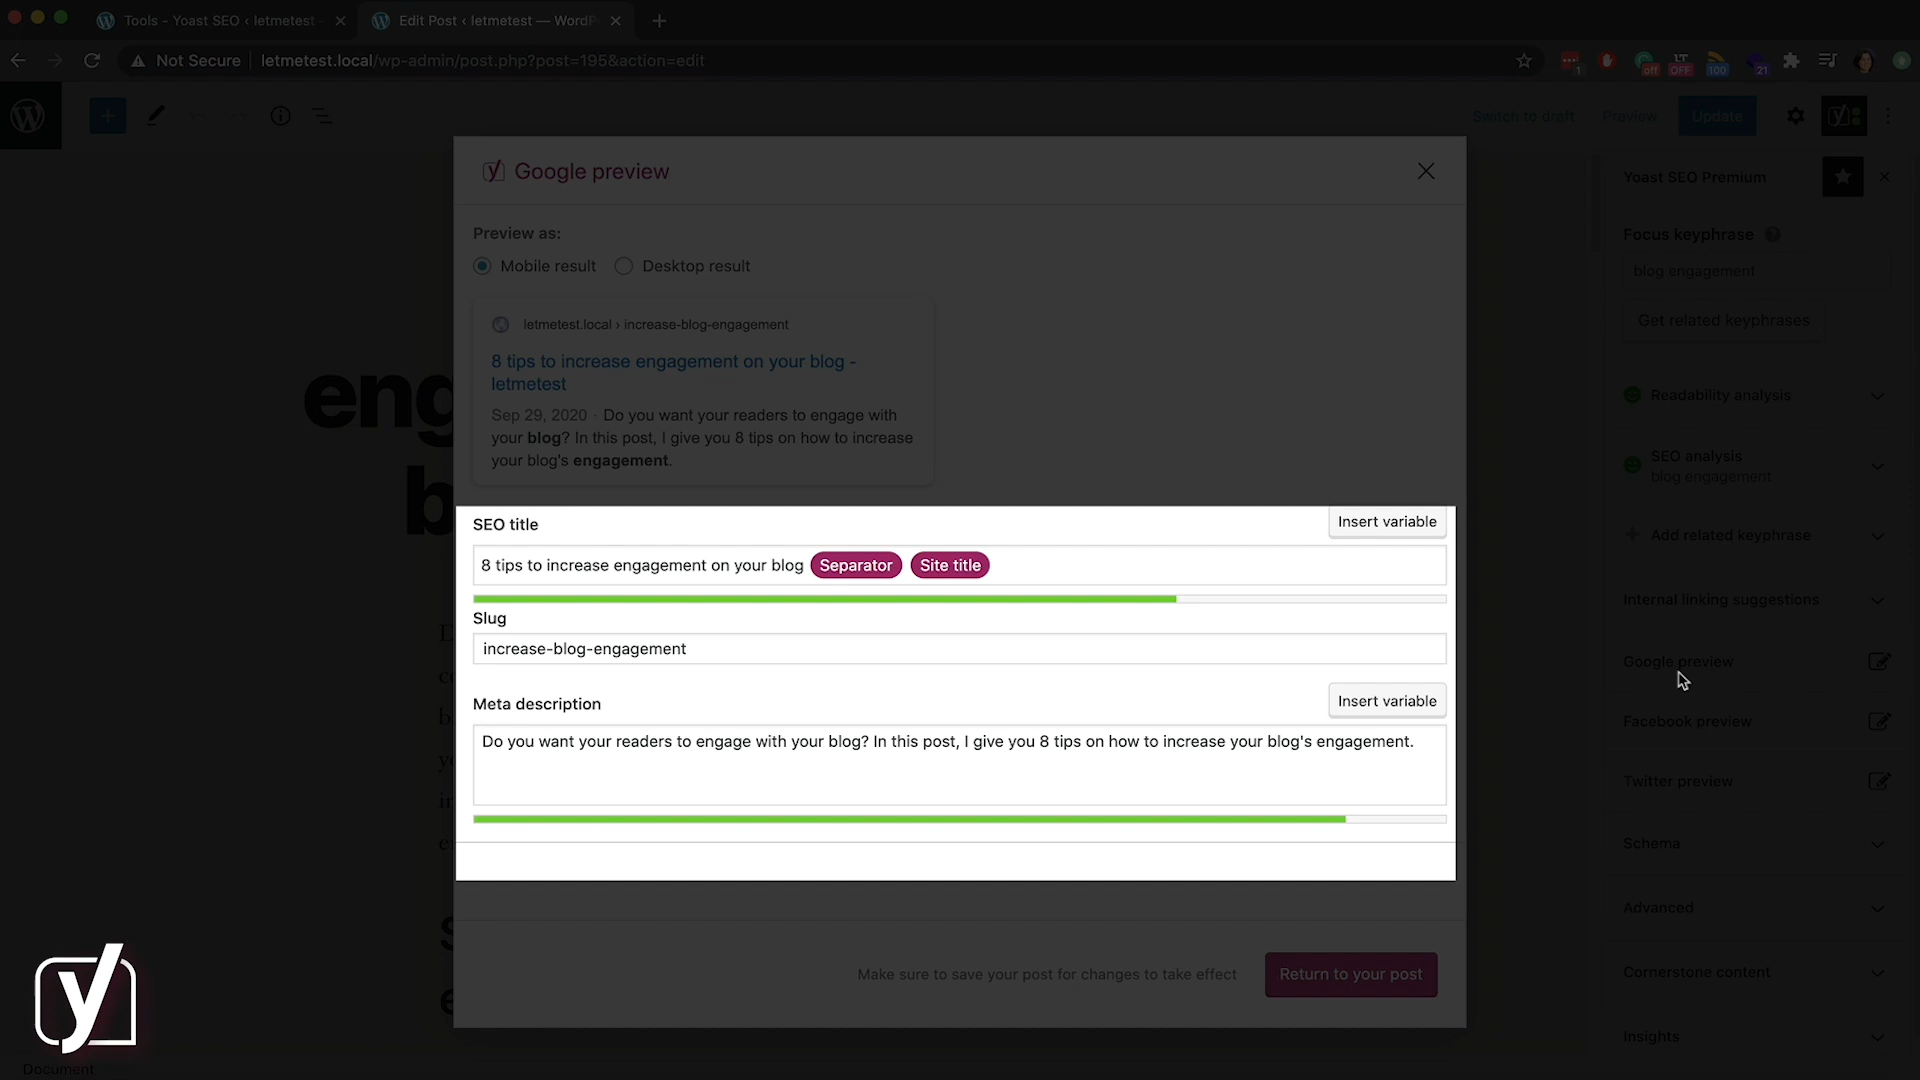 Tools - Yoast SEO ‹ letmetest -
Edit Post ‹ letmetest — WordP
Not Secure
letmetest.local/wp-admin/post.php?post=195&action=edit
1
off
OFF
100
21
Switch to draft
Preview
Update
Google preview
Preview as:
Mobile result
Desktop result
letmetest.local › increase-blog-engagement
8 tips to increase engagement on your blog -
letmetest
Sep 29, 2020 · Do you want your readers to engage with
your blog? In this post, I give you 8 tips on how to increase
your blog's engagement.
SEO title
Insert variable
8 tips to increase engagement on your blog Separator Site title
Slug
increase-blog-engagement
Meta description
Insert variable
Do you want your readers to engage with your blog? In this post, I give you 8 tips on how to increase your blog's engagement.
Make sure to save your post for changes to take effect
Return to your post
Yoast SEO Premium
Focus keyphrase
blog engagement
Get related keyphrases
Readability analysis
SEO analysis
blog engagement
Add related keyphrase
Internal linking suggestions
Google preview
Facebook preview
Twitter preview
Schema
Advanced
Cornerstone content
Insights
eng
b
y
Document